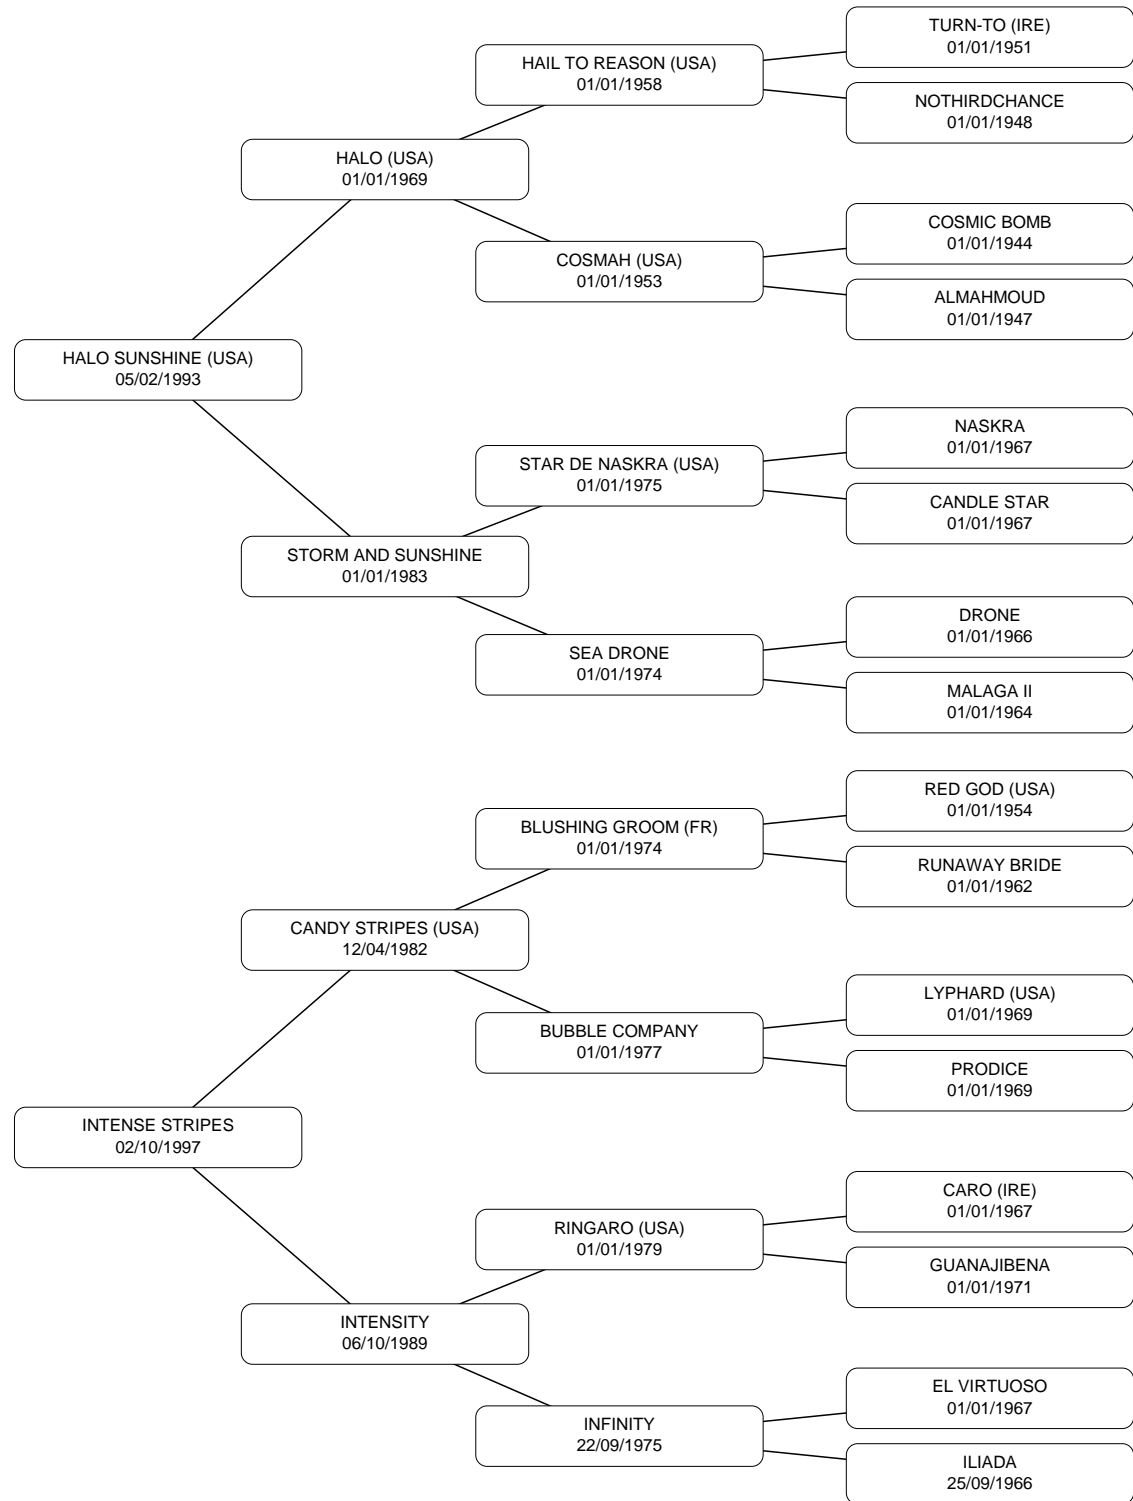 TURN-TO (IRE)
01/01/1951
HAIL TO REASON (USA)
01/01/1958
NOTHIRDCHANCE
01/01/1948
HALO (USA)
01/01/1969
COSMIC BOMB
01/01/1944
COSMAH (USA)
01/01/1953
ALMAHMOUD
01/01/1947
HALO SUNSHINE (USA)
05/02/1993
NASKRA
01/01/1967
STAR DE NASKRA (USA)
01/01/1975
CANDLE STAR
01/01/1967
STORM AND SUNSHINE
01/01/1983
DRONE
01/01/1966
SEA DRONE
01/01/1974
MALAGA II
01/01/1964
RED GOD (USA)
01/01/1954
BLUSHING GROOM (FR)
01/01/1974
RUNAWAY BRIDE
01/01/1962
CANDY STRIPES (USA)
12/04/1982
LYPHARD (USA)
01/01/1969
BUBBLE COMPANY
01/01/1977
PRODICE
01/01/1969
INTENSE STRIPES
02/10/1997
CARO (IRE)
01/01/1967
RINGARO (USA)
01/01/1979
GUANAJIBENA
01/01/1971
INTENSITY
06/10/1989
EL VIRTUOSO
01/01/1967
INFINITY
22/09/1975
ILIADA
25/09/1966